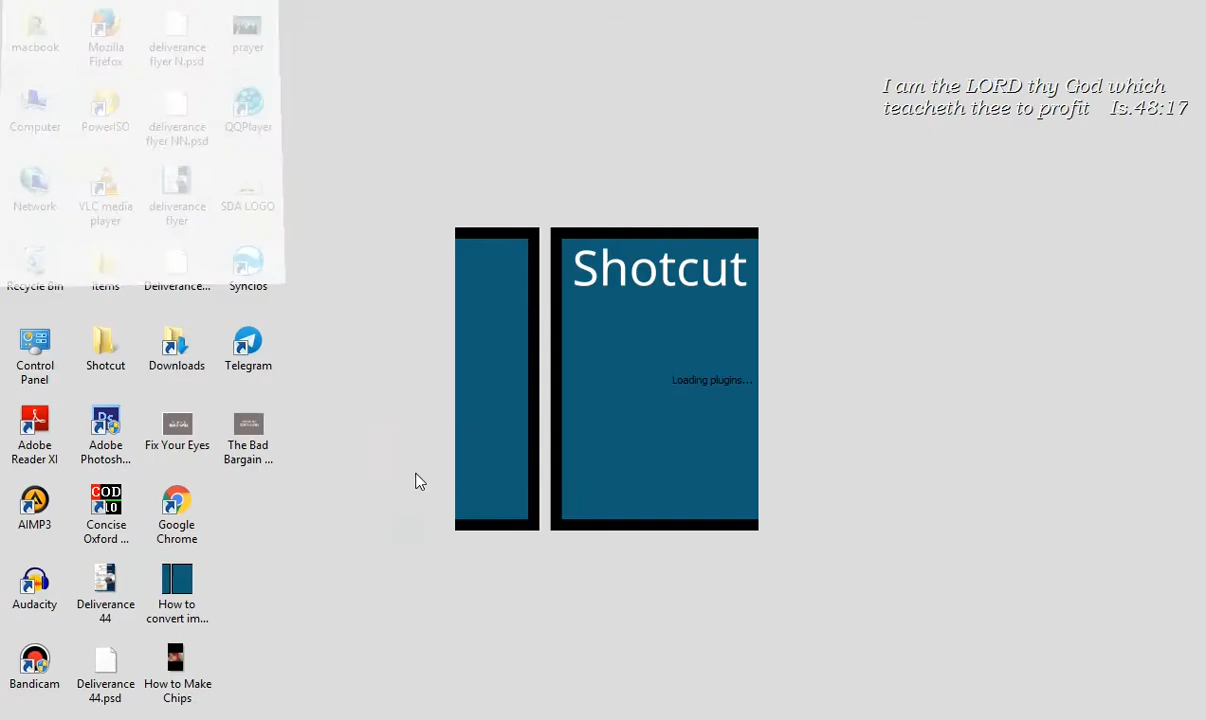 macbook
Mozilla
Firefox
deliverance
flyer N.psd
prayer
Computer
PowerISO
deliverance
flyer NN.psd
QQPlayer
Network
VLC media
player
deliverance
flyer
SDA LOGO
Recycle Bin
Items
Deliverance...
Syncios
Control
Panel
Shotcut
Downloads
Telegram
Adobe
Reader XI
Ps
Adobe
Photosh...
Fix Your Eyes
The Bad
Bargain ...
AIMP3
COD
10
Concise
Oxford ...
Google
Chrome
Audacity
Deliverance
44
How to
convert im...
Bandicam
Deliverance
44.psd
How to Make
Chips
Shotcut
Loading plugins...
I am the LORD thy God which
teacheth thee to profit Is.48:17